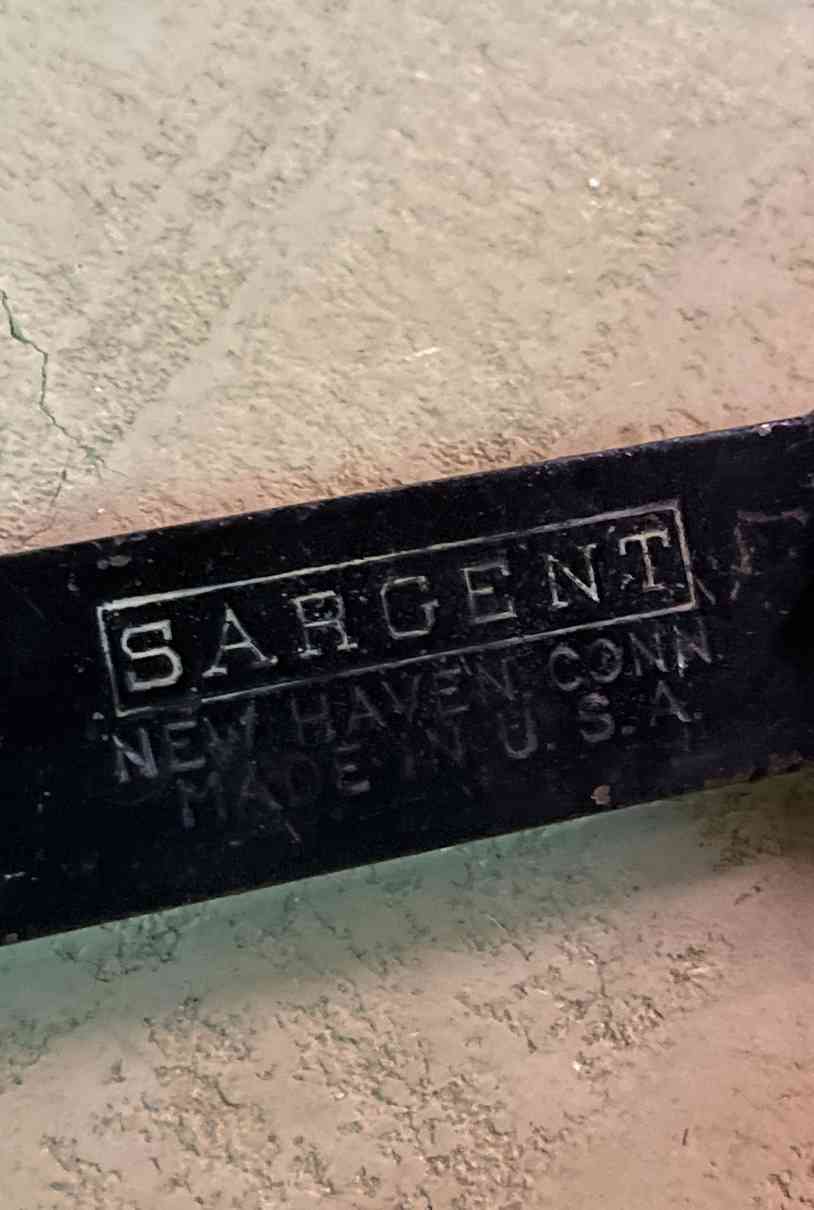 SARGENT
NEW HAVEN CONN.
MADE IN U.S.A.